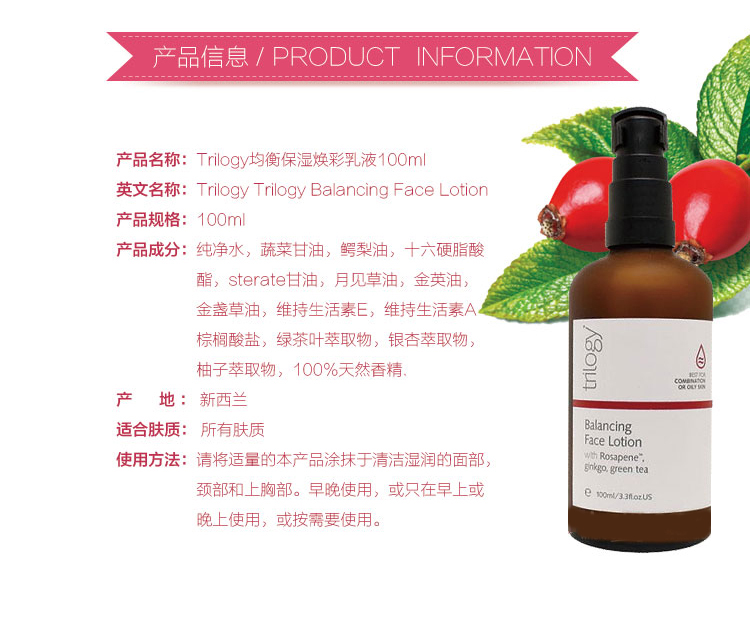 产品信息 / PRODUCT INFORMATION
产品名称： Trilogy均衡保湿焕彩乳液100ml
英文名称： Trilogy Trilogy Balancing Face Lotion
产品规格： 100ml
产品成分： 纯净水，蔬菜甘油，鳄梨油，十六硬脂酸
酯，sterate甘油，月见草油，金英油，
金盏草油，维持生活素E，维持生活素A
棕榈酸盐，绿茶叶萃取物，银杏萃取物，
柚子萃取物，100%天然香精.
产 地： 新西兰
适合肤质： 所有肤质
使用方法： 请将适量的本产品涂抹于清洁湿润的面部，
颈部和上胸部。早晚使用，或只在早上或
晚上使用，或按需要使用。
trilogy
BEST FOR
COMBINATION
OR OILY SKIN
Balancing
Face Lotion
with Rosapene™,
ginkgo, green tea
℮ 100ml/3.3fl.oz.US